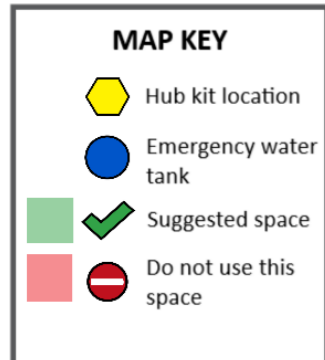 MAP KEY
Hub kit location
Emergency water
tank
Suggested space
Do not use this
space